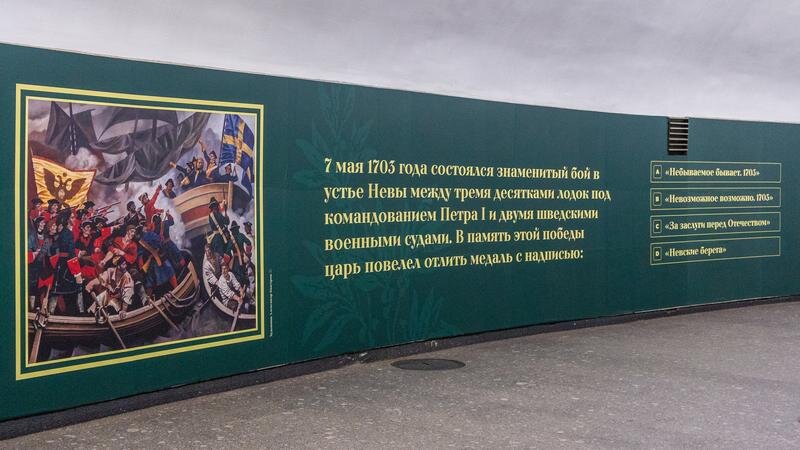 7 мая 1703 года состоялся знаменитый бой в
устье Невы между тремя десятками лодок под
командованием Петра I и двумя шведскими
военными судами. В память этой победы
царь повелел отлить медаль с надписью:
A «Небываемое бывает. 1703»
B «Невозможное возможно. 1703»
C «За заслуги перед Отечеством»
D «Невские берега»